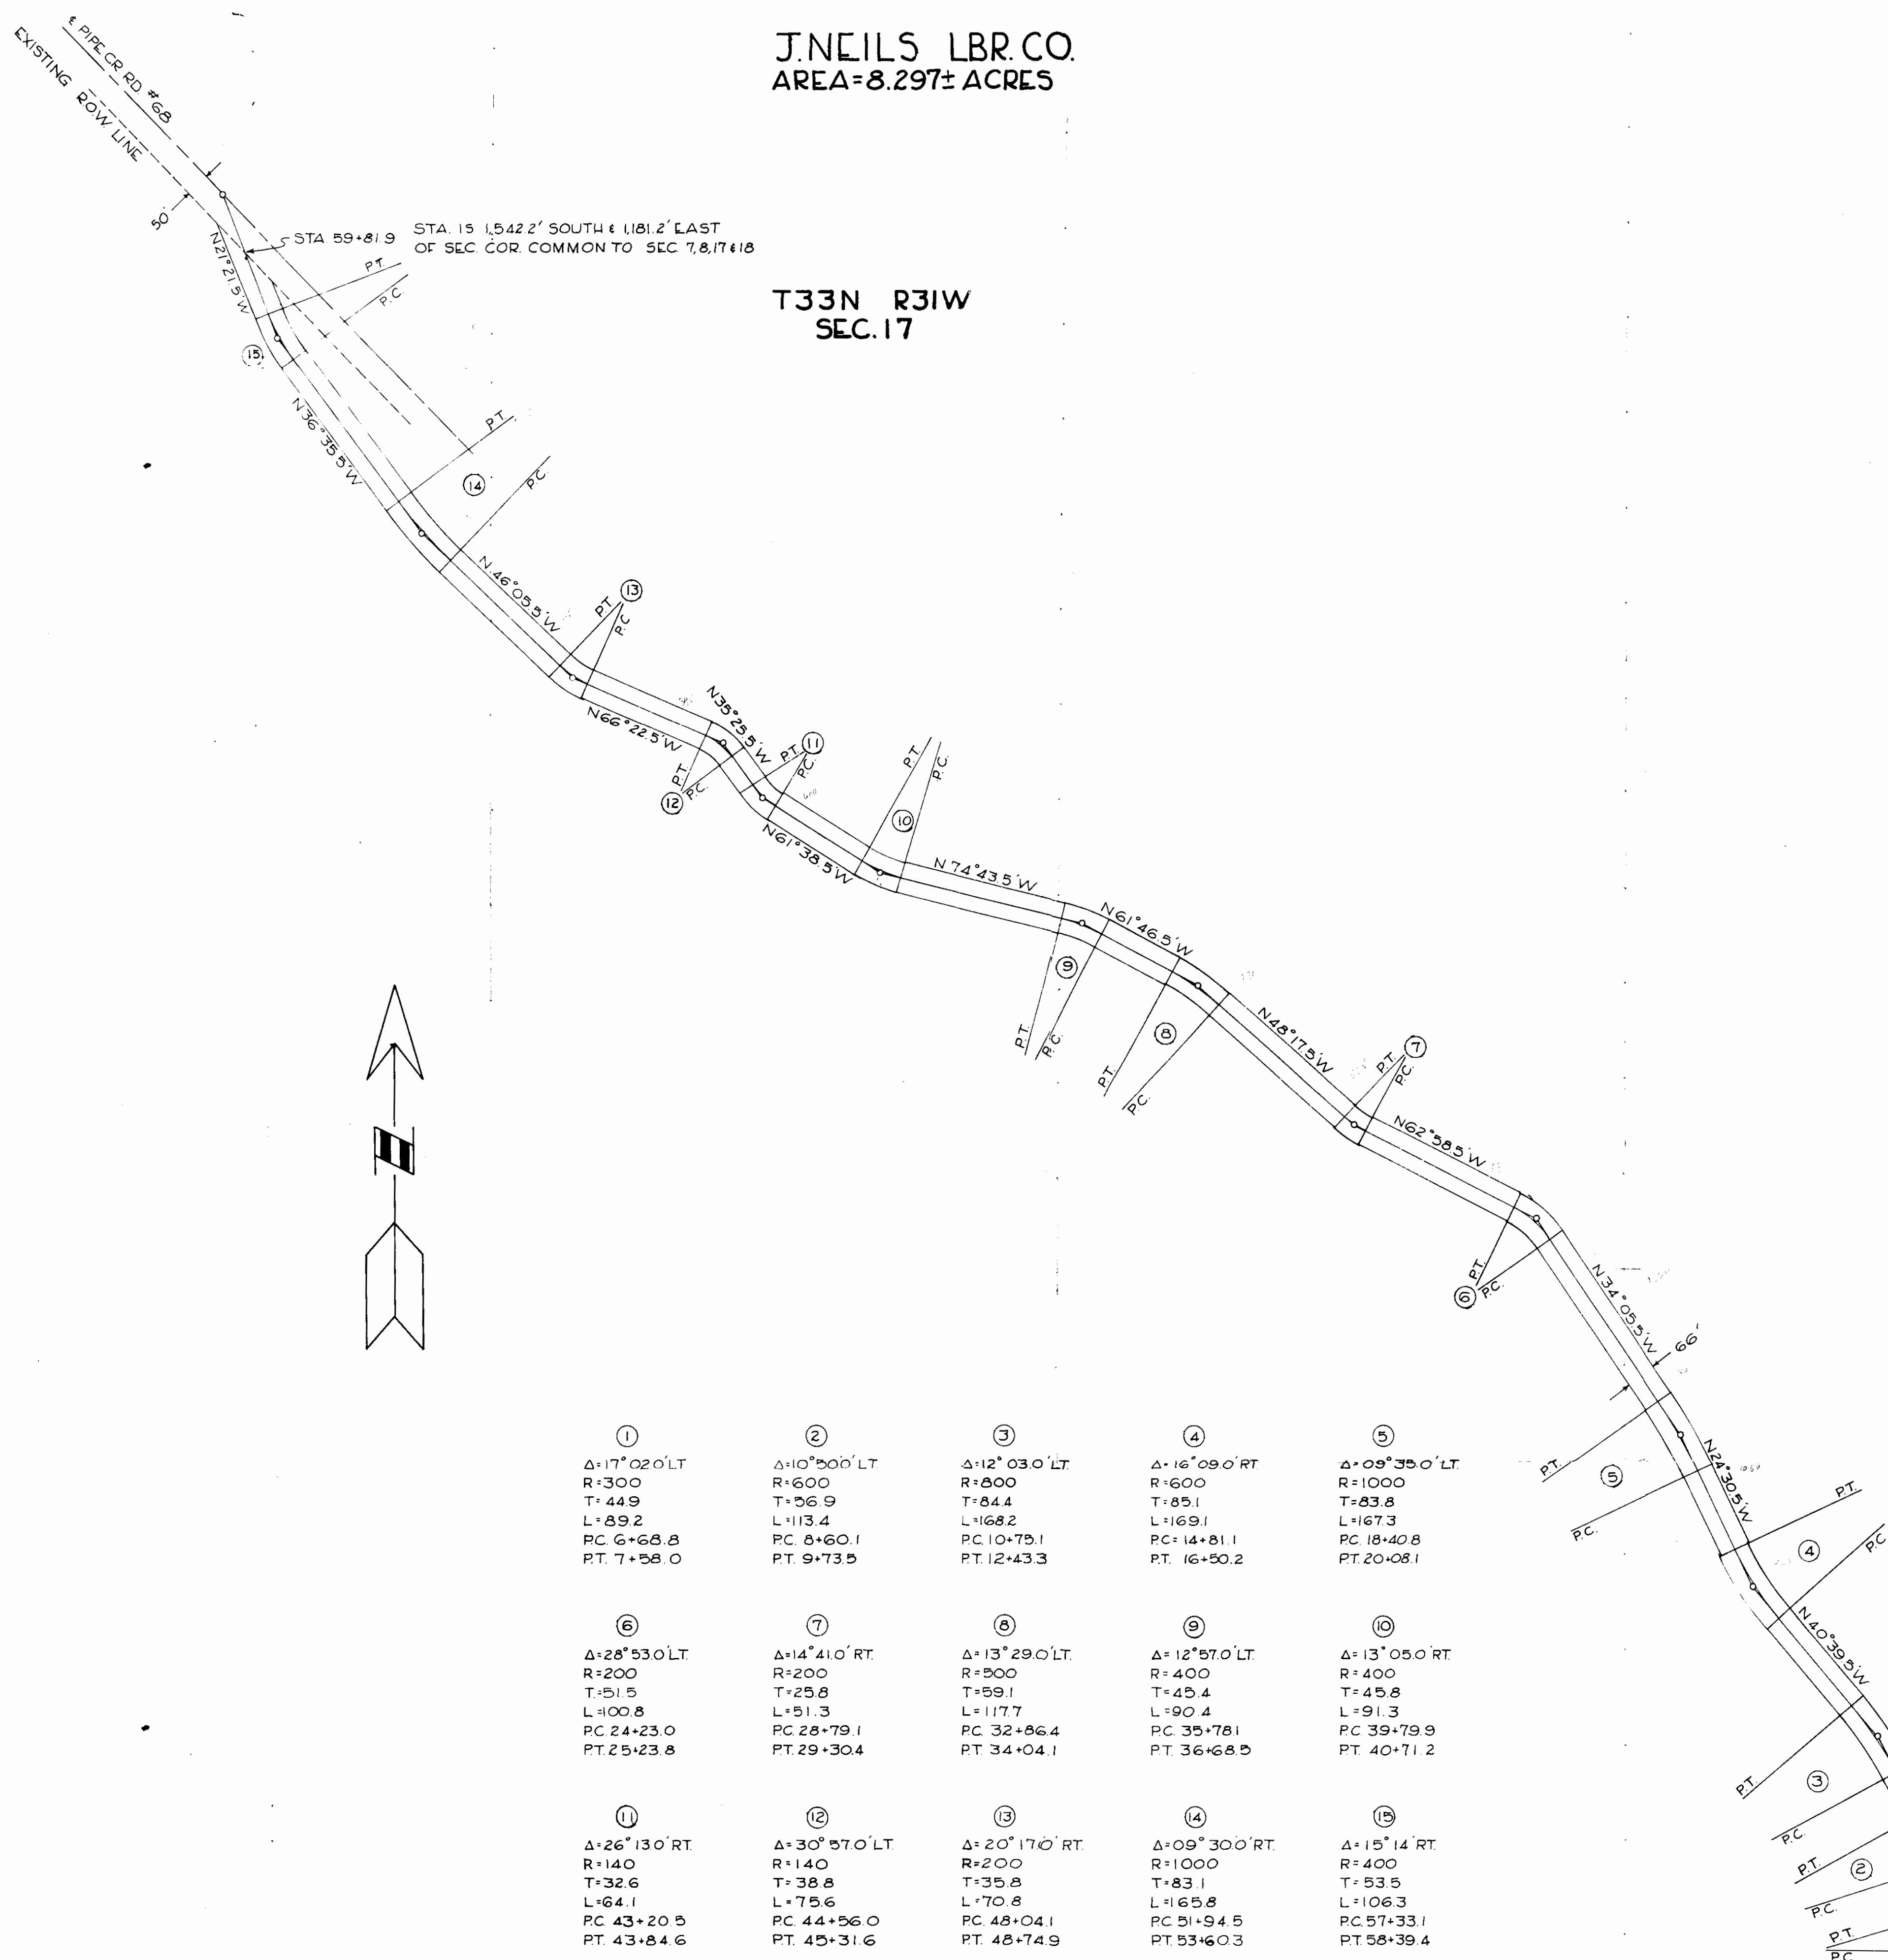 J. NEILS LBR. CO.
AREA=8.297± ACRES
℄ PIPE CR. RD. #68
EXISTING R.O.W. LINE
50'
STA 59+81.9
STA. IS 1,542.2' SOUTH & 1,181.2' EAST
OF SEC. COR. COMMON TO SEC. 7,8,17 & 18
T33N R31W
SEC. 17
N21°21.5'W
P.T.
P.C.
15
N36°35.5'W
P.T.
14
P.C.
N.46°05.5'W
13
P.T.
P.C
N66°22.5'W
N35°25.5'W
P.T.
P.C.
12
11
P.T.
P.C.
N61°38.5'W
P.T.
P.C.
10
N74°43.5'W
N61°46.5'W
9
P.T.
P.C.
8
P.T.
P.C.
N48°17.5'W
7
P.T.
P.C.
N62°58.5'W
P.T.
6
P.C.
N34°05.5'W
66'
P.T.
5
P.C.
N24°30.5'W
P.T.
4
P.C
N40°39.5'W
P.T.
3
P.C.
P.T.
2
P.C.
P.T.
P.C.
1
Δ=17°02.0'LT
R=300
T=44.9
L=89.2
P.C. 6+68.8
P.T. 7+58.0
2
Δ=10°50.0'LT
R=600
T=56.9
L=113.4
P.C. 8+60.1
P.T. 9+73.5
3
Δ=12°03.0'LT.
R=800
T=84.4
L=168.2
P.C. 10+75.1
P.T. 12+43.3
4
Δ=16°09.0'RT
R=600
T=85.1
L=169.1
P.C= 14+81.1
P.T. 16+50.2
5
Δ=09°35.0'LT.
R=1000
T=83.8
L=167.3
P.C. 18+40.8
P.T. 20+08.1
6
Δ=28°53.0'LT.
R=200
T=51.5
L=100.8
P.C. 24+23.0
P.T. 25+23.8
7
Δ=14°41.0'RT.
R=200
T=25.8
L=51.3
P.C. 28+79.1
P.T. 29+30.4
8
Δ=13°29.0'LT.
R=500
T=59.1
L=117.7
P.C. 32+86.4
P.T. 34+04.1
9
Δ=12°57.0'LT.
R=400
T=45.4
L=90.4
P.C. 35+78.1
P.T. 36+68.5
10
Δ=13°05.0'RT.
R=400
T=45.8
L=91.3
P.C 39+79.9
P.T. 40+71.2
11
Δ=26°13.0'RT.
R=140
T=32.6
L=64.1
P.C. 43+20.5
P.T. 43+84.6
12
Δ=30°57.0'LT.
R=140
T=38.8
L=75.6
P.C. 44+56.0
P.T. 45+31.6
13
Δ=20°17.0'RT.
R=200
T=35.8
L=70.8
P.C. 48+04.1
P.T. 48+74.9
14
Δ=09°30.0'RT.
R=1000
T=83.1
L=165.8
P.C 51+94.5
P.T. 53+60.3
15
Δ=15°14'RT.
R=400
T=53.5
L=106.3
P.C. 57+33.1
P.T. 58+39.4